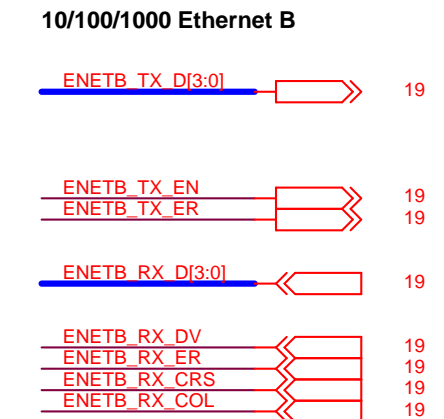 10/100/1000 Ethernet B
ENETB_TX_D[3:0] 19
ENETB_TX_EN 19
ENETB_TX_ER 19
ENETB_RX_D[3:0] 19
ENETB_RX_DV 19
ENETB_RX_ER 19
ENETB_RX_CRS 19
ENETB_RX_COL 19